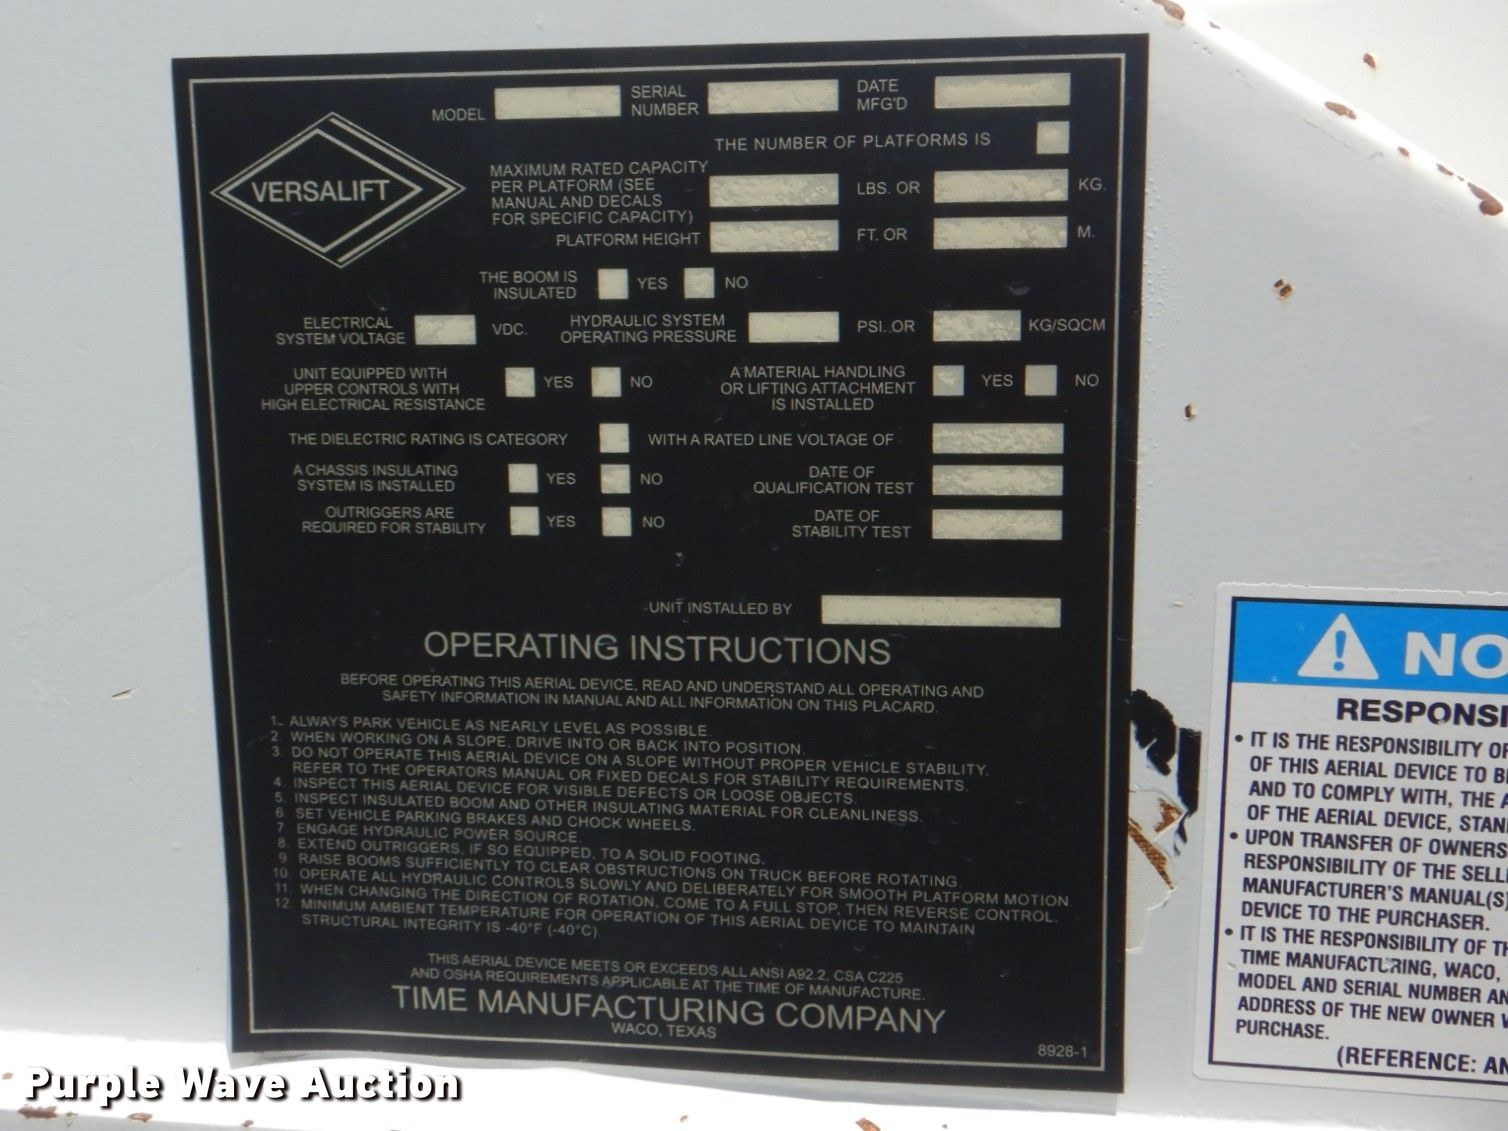 MODEL
SERIAL NUMBER
DATE MFG'D
THE NUMBER OF PLATFORMS IS
VERSALIFT
MAXIMUM RATED CAPACITY
PER PLATFORM (SEE
MANUAL AND DECALS
FOR SPECIFIC CAPACITY)
LBS. OR
KG.
PLATFORM HEIGHT
FT. OR
M.
THE BOOM IS
INSULATED
YES
NO
ELECTRICAL
SYSTEM VOLTAGE
VDC.
HYDRAULIC SYSTEM
OPERATING PRESSURE
PSI. OR
KG/SQCM
UNIT EQUIPPED WITH
UPPER CONTROLS WITH
HIGH ELECTRICAL RESISTANCE
YES
NO
A MATERIAL HANDLING
OR LIFTING ATTACHMENT
IS INSTALLED
YES
NO
THE DIELECTRIC RATING IS CATEGORY
WITH A RATED LINE VOLTAGE OF
A CHASSIS INSULATING
SYSTEM IS INSTALLED
YES
NO
DATE OF
QUALIFICATION TEST
OUTRIGGERS ARE
REQUIRED FOR STABILITY
YES
NO
DATE OF
STABILITY TEST
UNIT INSTALLED BY
OPERATING INSTRUCTIONS
BEFORE OPERATING THIS AERIAL DEVICE, READ AND UNDERSTAND ALL OPERATING AND
SAFETY INFORMATION IN MANUAL AND ALL INFORMATION ON THIS PLACARD.
1. ALWAYS PARK VEHICLE AS NEARLY LEVEL AS POSSIBLE.
2. WHEN WORKING ON A SLOPE, DRIVE INTO OR BACK INTO POSITION.
3. DO NOT OPERATE THIS AERIAL DEVICE ON A SLOPE WITHOUT PROPER VEHICLE STABILITY.
REFER TO THE OPERATORS MANUAL OR FIXED DECALS FOR STABILITY REQUIREMENTS.
4. INSPECT THIS AERIAL DEVICE FOR VISIBLE DEFECTS OR LOOSE OBJECTS.
5. INSPECT INSULATED BOOM AND OTHER INSULATING MATERIAL FOR CLEANLINESS.
6. SET VEHICLE PARKING BRAKES AND CHOCK WHEELS.
7. ENGAGE HYDRAULIC POWER SOURCE.
8. EXTEND OUTRIGGERS, IF SO EQUIPPED, TO A SOLID FOOTING.
9. RAISE BOOMS SUFFICIENTLY TO CLEAR OBSTRUCTIONS ON TRUCK BEFORE ROTATING.
10. OPERATE ALL HYDRAULIC CONTROLS SLOWLY AND DELIBERATELY FOR SMOOTH PLATFORM MOTION.
11. WHEN CHANGING THE DIRECTION OF ROTATION, COME TO A FULL STOP, THEN REVERSE CONTROL.
12. MINIMUM AMBIENT TEMPERATURE FOR OPERATION OF THIS AERIAL DEVICE TO MAINTAIN
STRUCTURAL INTEGRITY IS -40°F (-40°C).
THIS AERIAL DEVICE MEETS OR EXCEEDS ALL ANSI A92.2, CSA C225
AND OSHA REQUIREMENTS APPLICABLE AT THE TIME OF MANUFACTURE.
TIME MANUFACTURING COMPANY
WACO, TEXAS
8928-1
NO
RESPONSI
• IT IS THE RESPONSIBILITY OF
OF THIS AERIAL DEVICE TO B
AND TO COMPLY WITH, THE
OF THE AERIAL DEVICE, STAN
• UPON TRANSFER OF OWNERS
RESPONSIBILITY OF THE SELL
MANUFACTURER'S MANUAL(S)
DEVICE TO THE PURCHASER.
• IT IS THE RESPONSIBILITY OF TH
TIME MANUFACTURING, WACO,
MODEL AND SERIAL NUMBER AN
ADDRESS OF THE NEW OWNER
PURCHASE.
(REFERENCE: AN
Purple Wave Auction